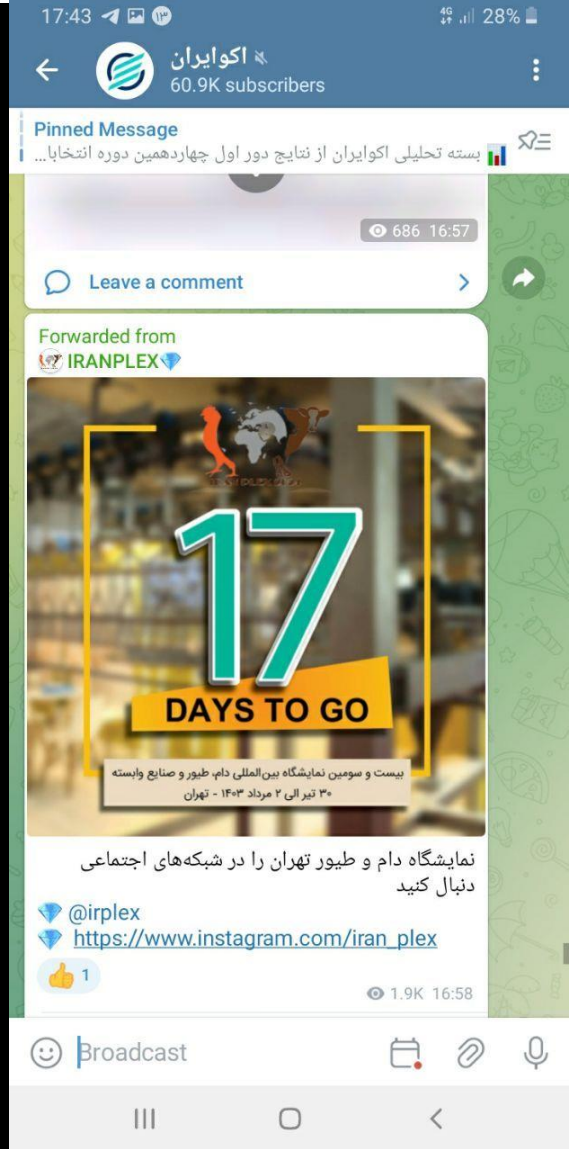 17:43
۱۳
4G 28%
اکوایران
60.9K subscribers
Pinned Message
بسته تحلیلی اکوایران از نتایج دور اول چهاردهمین دوره انتخابا...
686 16:57
Leave a comment
Forwarded from
IRANPLEX
17
DAYS TO GO
بیست و سومین نمایشگاه بین‌المللی دام، طیور و صنایع وابسته
۳۰ تیر الی ۲ مرداد ۱۴۰۳ - تهران
نمایشگاه دام و طیور تهران را در شبکه‌های اجتماعی
دنبال کنید
@irplex
https://www.instagram.com/iran_plex
1
1.9K 16:58
Broadcast